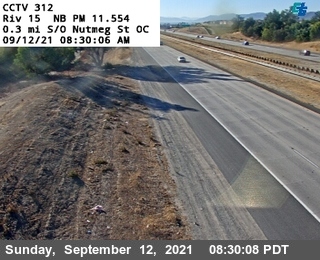 CCTV 312
Riv 15 NB PM 11.554
0.3 mi S/O Nutmeg St OC
09/12/21 08:30:06 AM
Sunday, September 12, 2021 08:30:08 PDT